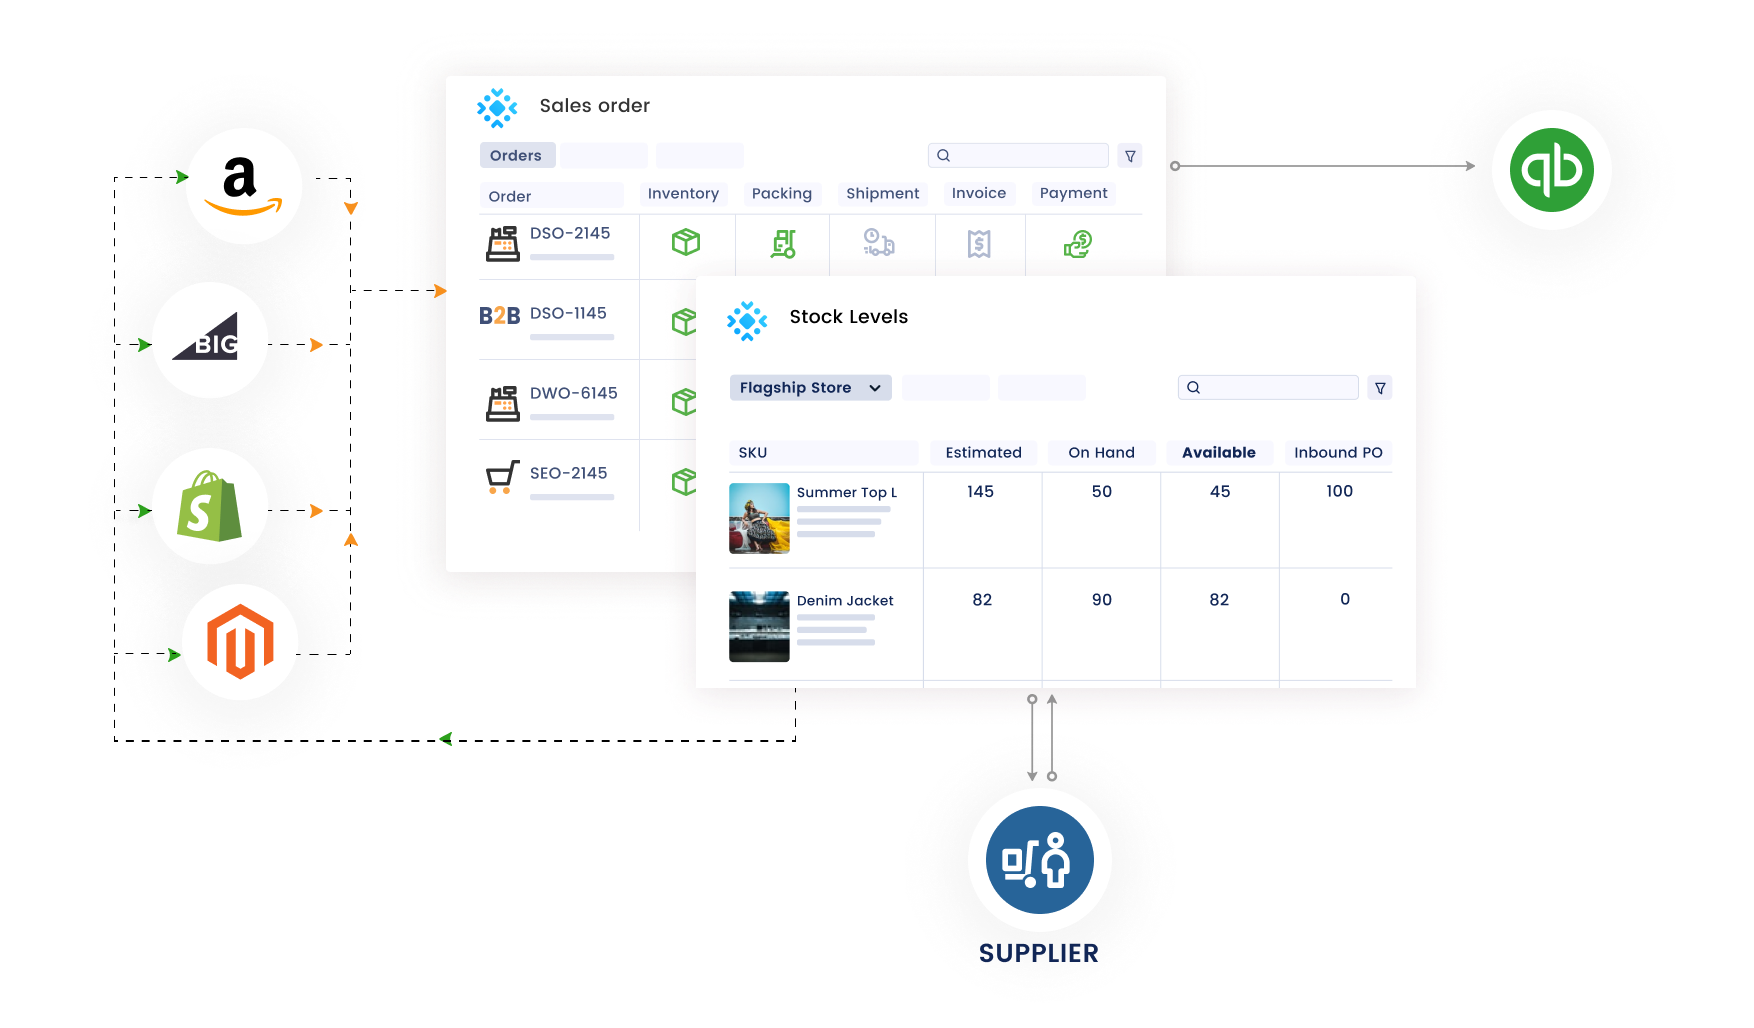 Sales order
Orders
Order Inventory Packing Shipment Invoice Payment
DSO-2145
B2B DSO-1145
DWO-6145
SEO-2145
a
BIG
S
qb
Stock Levels
Flagship Store
SKU Estimated On Hand Available Inbound PO
Summer Top L 145 50 45 100
Denim Jacket 82 90 82 0
SUPPLIER